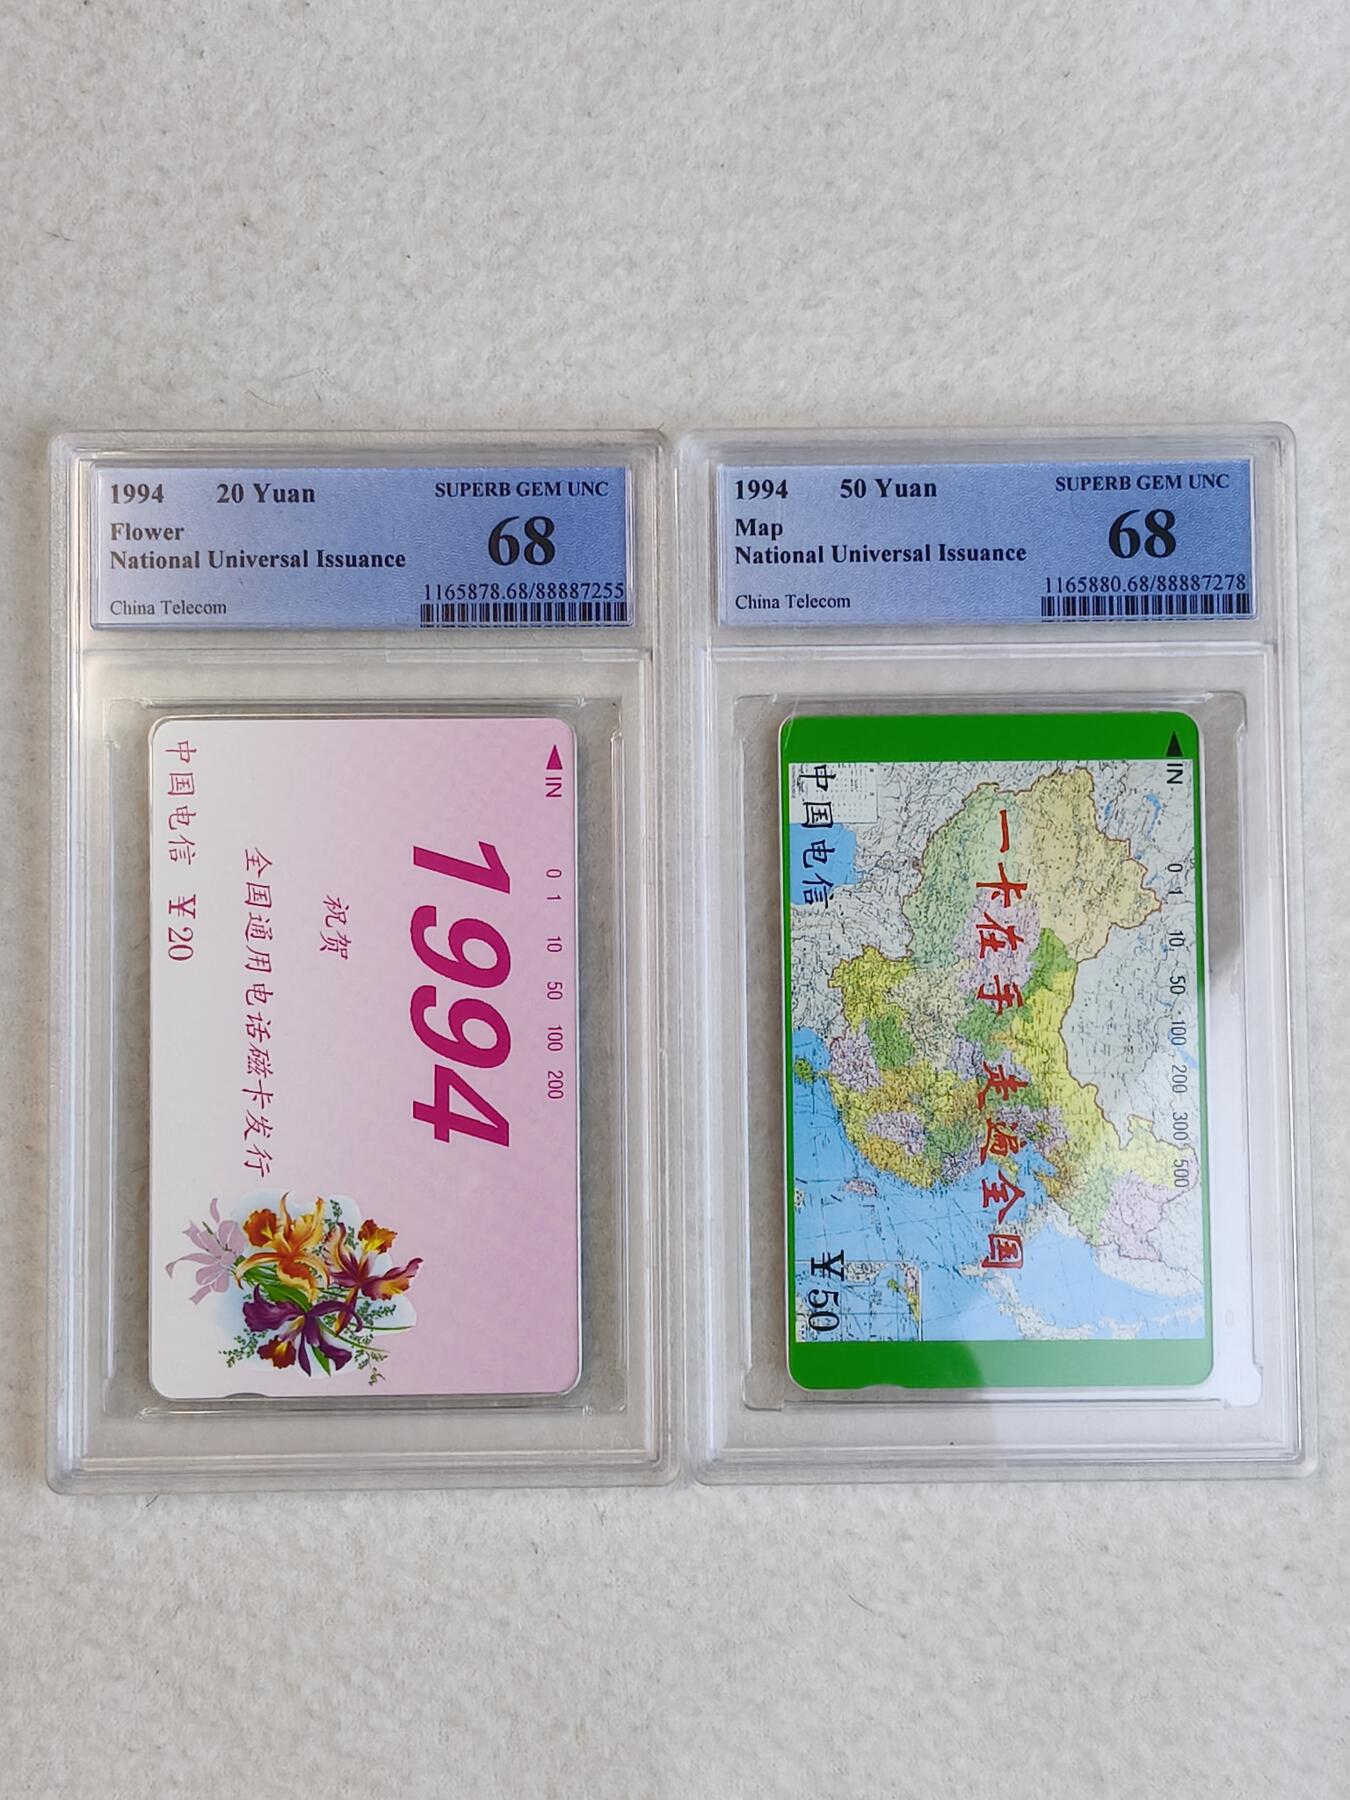 1994 20 Yuan
SUPERB GEM UNC
Flower
68
National Universal Issuance
1165878.68/88887255
China Telecom
IN 0 1 10 50 100 200
1994
祝贺
全国通用电话磁卡发行
中国电信 ¥20
1994 50 Yuan
SUPERB GEM UNC
Map
68
National Universal Issuance
1165880.68/88887278
China Telecom
IN 0 1 10 50 100 200 300 500
一卡在手 走遍全国
中国电信
¥50